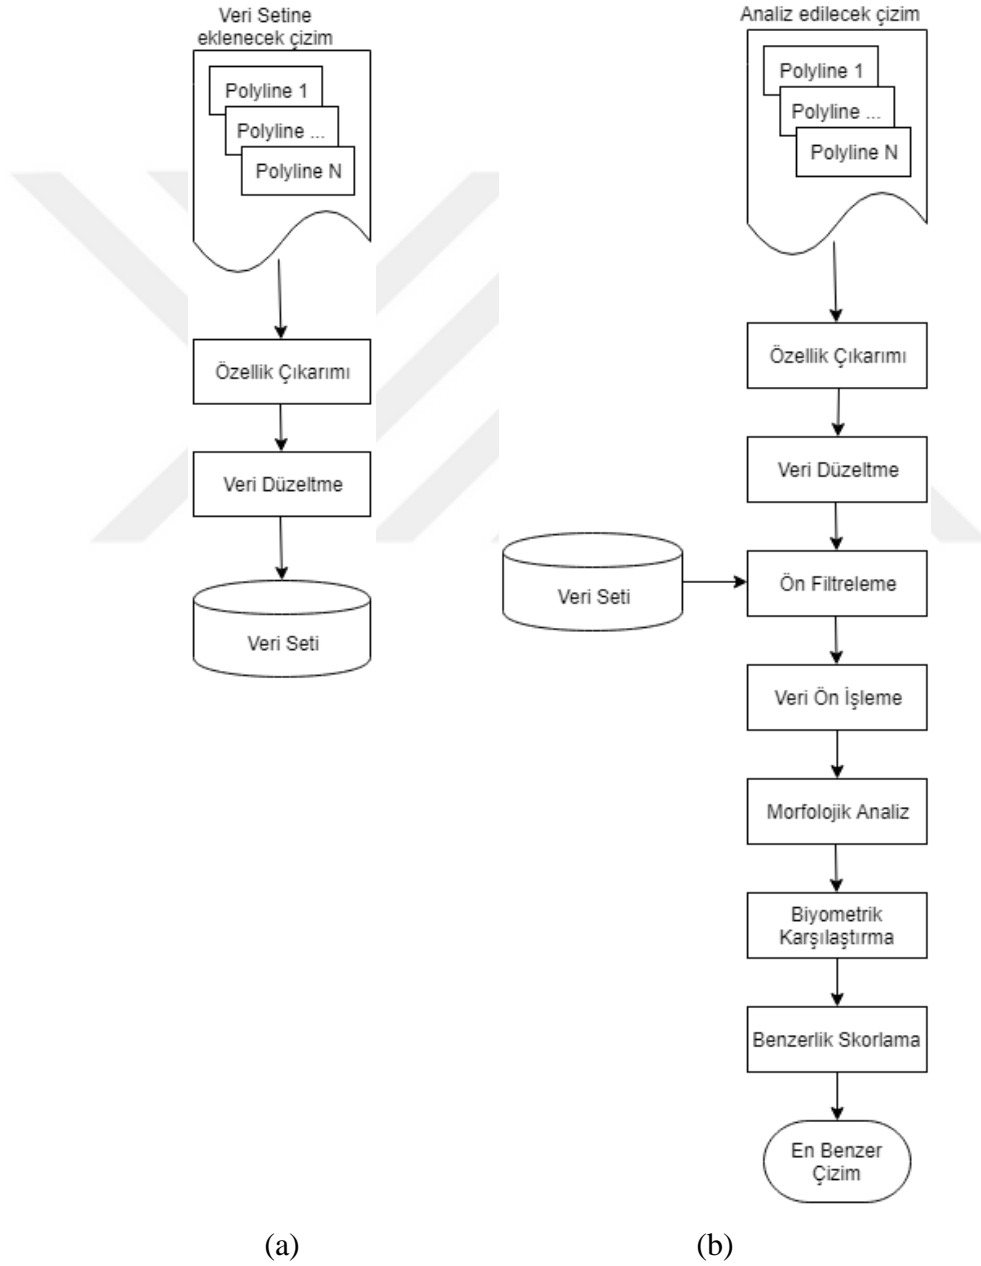 Veri Setine
eklenecek çizim
Polyline 1
Polyline ...
Polyline N
Özellik Çıkarımı
Veri Düzeltme
Veri Seti
(a)
Analiz edilecek çizim
Polyline 1
Polyline ...
Polyline N
Özellik Çıkarımı
Veri Düzeltme
Veri Seti
Ön Filtreleme
Veri Ön İşleme
Morfolojik Analiz
Biyometrik
Karşılaştırma
Benzerlik Skorlama
En Benzer
Çizim
(b)